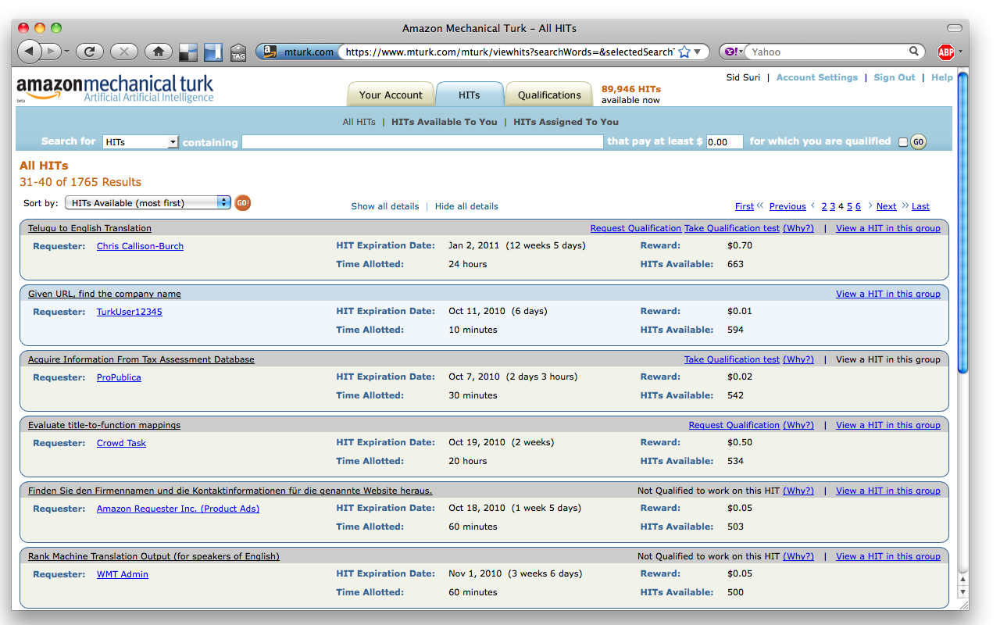 Amazon Mechanical Turk – All HITs
TAG
mturk.com
https://www.mturk.com/mturk/viewhits?searchWords=&selectedSearch
Yahoo
ABP
amazonmechanical turk
beta
Artificial Artificial Intelligence
Your Account
HITs
Qualifications
89,946 HITs
available now
Sid Suri | Account Settings | Sign Out | Help
All HITs | HITs Available To You | HITs Assigned To You
Search for HITs containing that pay at least $ 0.00 for which you are qualified GO
All HITs
31-40 of 1765 Results
Sort by: HITs Available (most first) GO!
Show all details | Hide all details
First << Previous < 2 3 4 5 6 > Next >> Last
Telugu to English Translation Request Qualification Take Qualification test (Why?) | View a HIT in this group
Requester: Chris Callison-Burch HIT Expiration Date: Jan 2, 2011 (12 weeks 5 days) Reward: $0.70
Time Allotted: 24 hours HITs Available: 663
Given URL, find the company name View a HIT in this group
Requester: TurkUser12345 HIT Expiration Date: Oct 11, 2010 (6 days) Reward: $0.01
Time Allotted: 10 minutes HITs Available: 594
Acquire Information From Tax Assessment Database Take Qualification test (Why?) | View a HIT in this group
Requester: ProPublica HIT Expiration Date: Oct 7, 2010 (2 days 3 hours) Reward: $0.02
Time Allotted: 30 minutes HITs Available: 542
Evaluate title-to-function mappings Request Qualification (Why?) | View a HIT in this group
Requester: Crowd Task HIT Expiration Date: Oct 19, 2010 (2 weeks) Reward: $0.50
Time Allotted: 20 hours HITs Available: 534
Finden Sie den Firmennamen und die Kontaktinformationen für die genannte Website heraus. Not Qualified to work on this HIT (Why?) | View a HIT in this group
Requester: Amazon Requester Inc. (Product Ads) HIT Expiration Date: Oct 18, 2010 (1 week 5 days) Reward: $0.05
Time Allotted: 60 minutes HITs Available: 503
Rank Machine Translation Output (for speakers of English) Not Qualified to work on this HIT (Why?) | View a HIT in this group
Requester: WMT Admin HIT Expiration Date: Nov 1, 2010 (3 weeks 6 days) Reward: $0.05
Time Allotted: 60 minutes HITs Available: 500